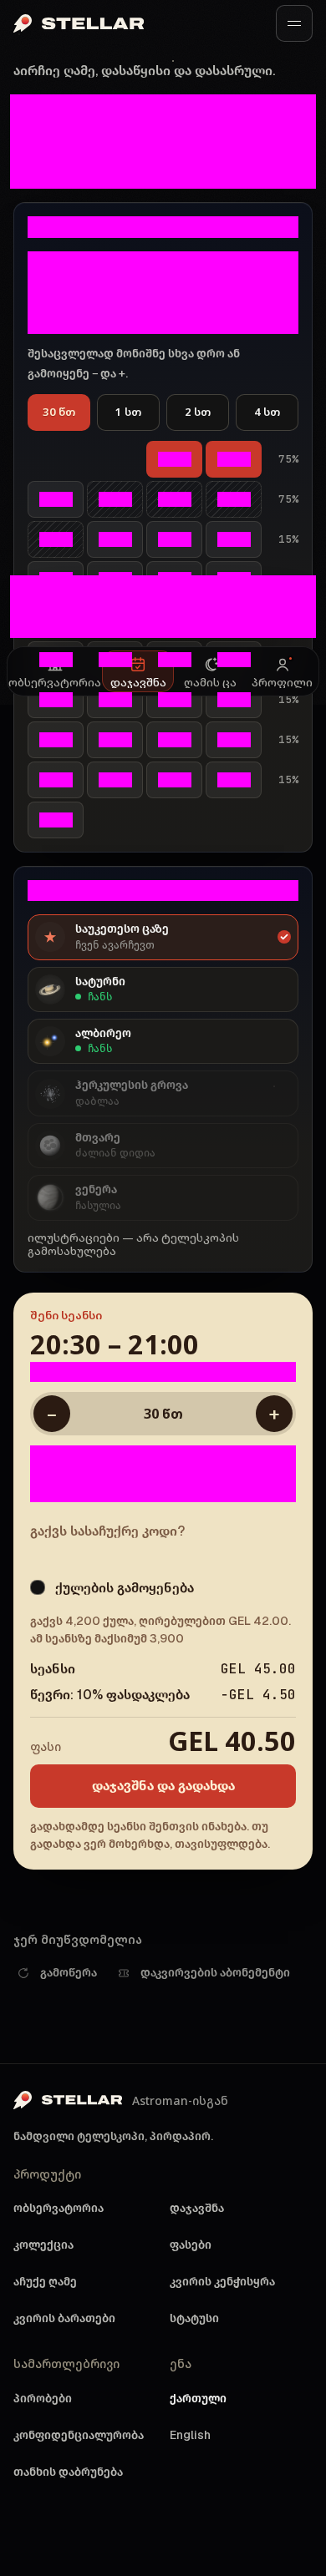 STELLAR
აირჩიე ღამე, დასაწყისი და დასასრული.
შესაცვლელად მონიშნე სხვა დრო ან
გამოიყენე – და +.
30 წთ
1 სთ
2 სთ
4 სთ
75%
75%
15%
ობსერვატორია
დაჯავშნა
ღამის ცა
პროფილი
15%
15%
15%
საუკეთესო ცაზე
ჩვენ ავარჩევთ
სატურნი
ჩანს
ალბირეო
ჩანს
ჰერკულესის გროვა
დაბლაა
მთვარე
ძალიან დიდია
ვენერა
ჩასულია
ილუსტრაციები — არა ტელესკოპის
გამოსახულება
შენი სეანსი
20:30 – 21:00
–
30 წთ
+
გაქვს სასაჩუქრე კოდი?
ქულების გამოყენება
გაქვს 4,200 ქულა, ღირებულებით GEL 42.00.
ამ სეანსზე მაქსიმუმ 3,900
სეანსი
GEL 45.00
წევრი: 10% ფასდაკლება
-GEL 4.50
ფასი
GEL 40.50
დაჯავშნა და გადახდა
გადახდამდე სეანსი შენთვის ინახება. თუ
გადახდა ვერ მოხერხდა, თავისუფლდება.
ჯერ მიუწვდომელია
გამოწერა
დაკვირვების აბონემენტი
STELLAR
Astroman-ისგან
ნამდვილი ტელესკოპი, პირდაპირ.
პროდუქტი
ობსერვატორია
დაჯავშნა
კოლექცია
ფასები
აჩუქე ღამე
კვირის კენჭისყრა
კვირის ბარათები
სტატუსი
სამართლებრივი
ენა
პირობები
ქართული
კონფიდენციალურობა
English
თანხის დაბრუნება